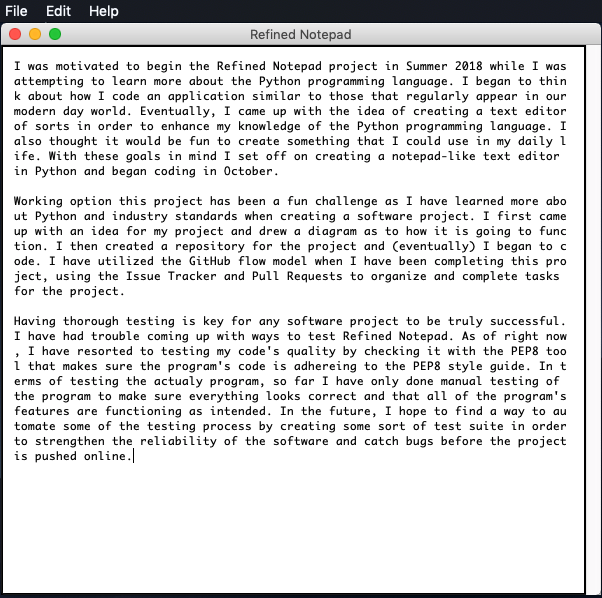 File Edit Help
Refined Notepad
I was motivated to begin the Refined Notepad project in Summer 2018 while I was
attempting to learn more about the Python programming language. I began to thin
k about how I code an application similar to those that regularly appear in our
modern day world. Eventually, I came up with the idea of creating a text editor
of sorts in order to enhance my knowledge of the Python programming language. I
also thought it would be fun to create something that I could use in my daily l
ife. With these goals in mind I set off on creating a notepad-like text editor
in Python and began coding in October.
Working option this project has been a fun challenge as I have learned more abo
ut Python and industry standards when creating a software project. I first came
up with an idea for my project and drew a diagram as to how it is going to func
tion. I then created a repository for the project and (eventually) I began to c
ode. I have utilized the GitHub flow model when I have been completing this pro
ject, using the Issue Tracker and Pull Requests to organize and complete tasks
for the project.
Having thorough testing is key for any software project to be truly successful.
I have had trouble coming up with ways to test Refined Notepad. As of right now
, I have resorted to testing my code's quality by checking it with the PEP8 too
l that makes sure the program's code is adhereing to the PEP8 style guide. In t
erms of testing the actualy program, so far I have only done manual testing of
the program to make sure everything looks correct and that all of the program's
features are functioning as intended. In the future, I hope to find a way to au
tomate some of the testing process by creating some sort of test suite in order
to strengthen the reliability of the software and catch bugs before the project
is pushed online.